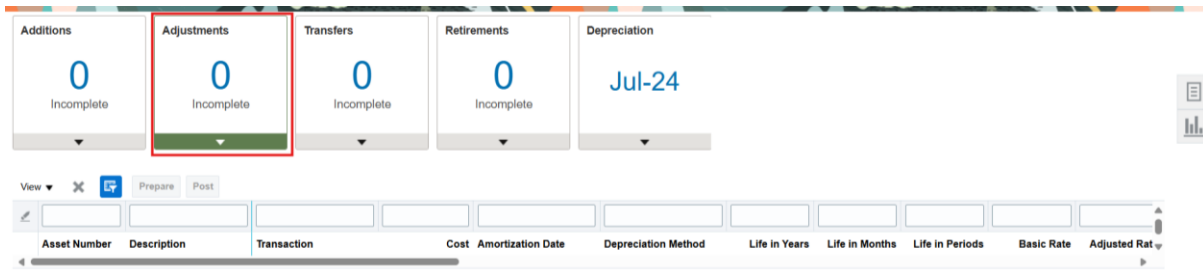 Additions Adjustments Transfers Retirements Depreciation
0 0 0 0 Jul-24
Incomplete Incomplete Incomplete Incomplete
View Prepare Post
Asset Number Description Transaction Cost Amortization Date Depreciation Method Life in Years Life in Months Life in Periods Basic Rate Adjusted Rat